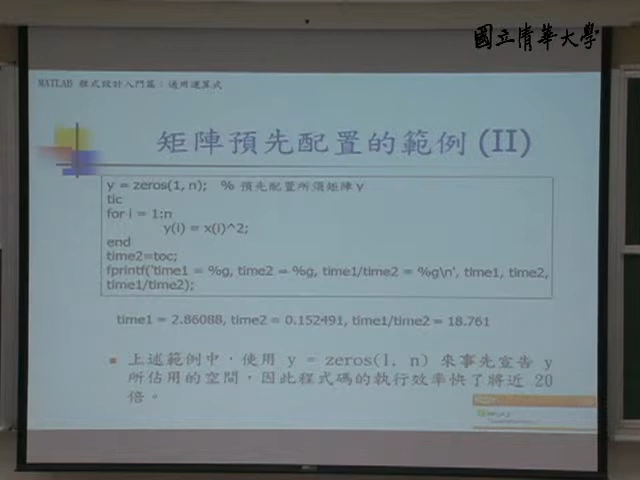 國立清華大學
MATLAB 程式設計入門篇：通用運算式
矩陣預先配置的範例 (II)
y = zeros(1, n); % 預先配置所須矩陣 y
tic
for i = 1:n
y(i) = x(i)^2;
end
time2=toc;
fprintf('time1 = %g, time2 = %g, time1/time2 = %g\n', time1, time2,
time1/time2);
time1 = 2.86088, time2 = 0.152491, time1/time2 = 18.761
上述範例中，使用 y = zeros(1, n) 來事先宣告 y
所佔用的空間，因此程式碼的執行效率快了將近 20
倍。